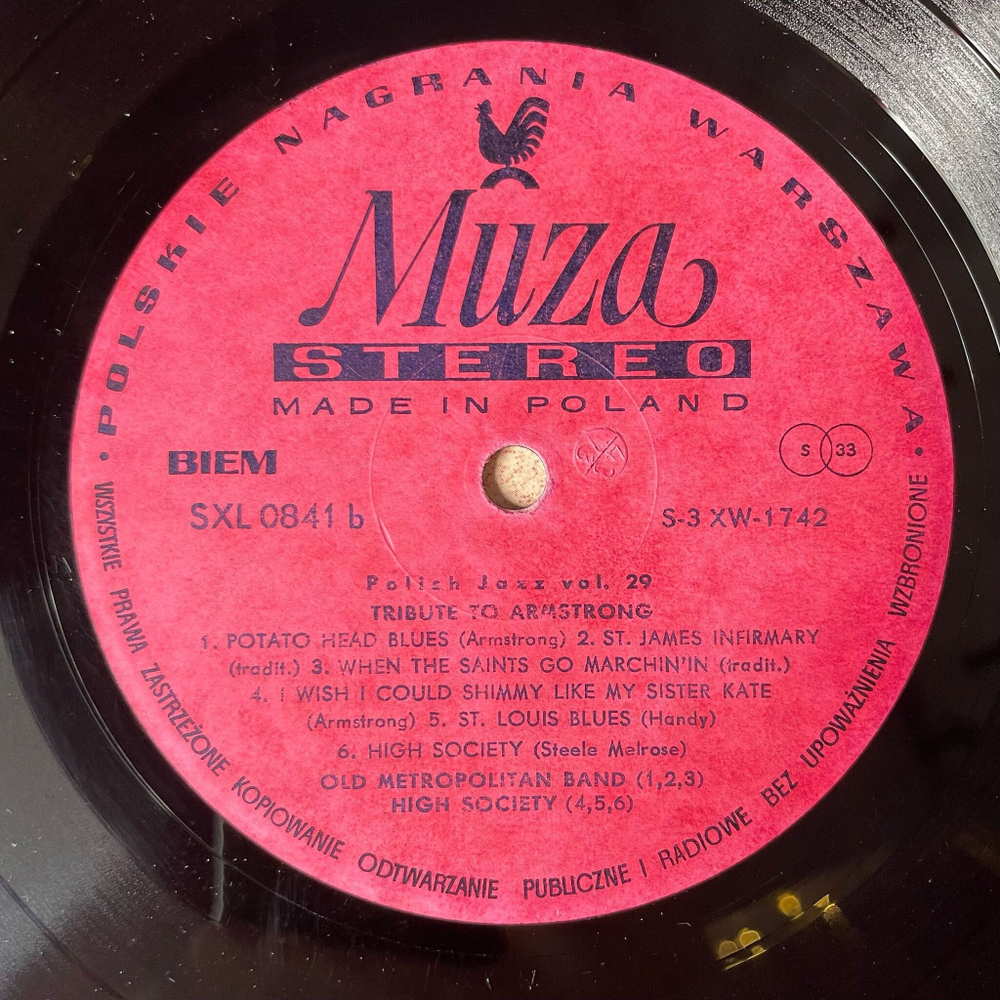 • POLSKIE NAGRANIA WARSZAWA •
Muza
STEREO
MADE IN POLAND
BIEM
S 33
SXL 0841 b
S-3 XW-1742
Polish Jazz vol. 29
TRIBUTE TO ARMSTRONG
1. POTATO HEAD BLUES (Armstrong) 2. ST. JAMES INFIRMARY
(tradit.) 3. WHEN THE SAINTS GO MARCHIN'IN (tradit.)
4. I WISH I COULD SHIMMY LIKE MY SISTER KATE
(Armstrong) 5. ST. LOUIS BLUES (Handy)
6. HIGH SOCIETY (Steele Melrose)
OLD METROPOLITAN BAND (1,2,3)
HIGH SOCIETY (4,5,6)
WSZYSTKIE PRAWA ZASTRZEŻONE KOPIOWANIE ODTWARZANIE PUBLICZNE I RADIOWE BEZ UPOWAŻNIENIA WZBRONIONE